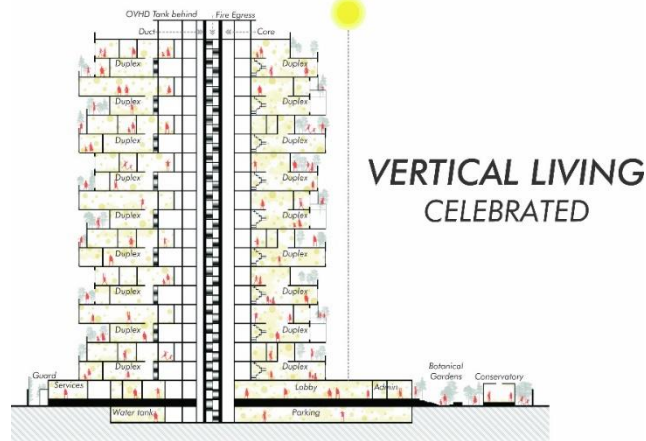 OVHD Tank behind Fire Egress
Duct Core
Duplex Duplex
Duplex Duplex
Duplex Duplex
Duplex Duplex
Duplex Duplex
Duplex Duplex
Duplex Duplex
Duplex Duplex
Duplex Duplex
VERTICAL LIVING
CELEBRATED
Guard Services Lobby Admin Botanical
Gardens Conservatory
Water tank Parking